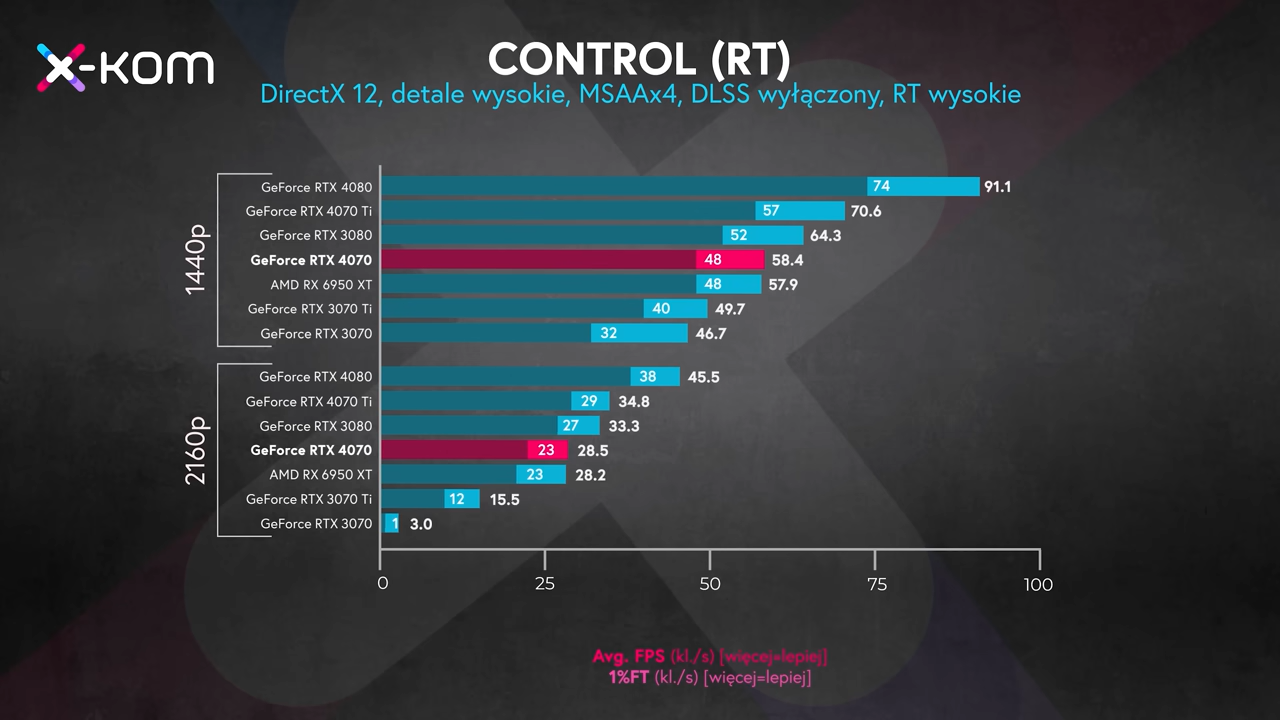 x-kom
CONTROL (RT)
DirectX 12, detale wysokie, MSAAx4, DLSS wyłączony, RT wysokie
1440p
GeForce RTX 4080 74 91.1
GeForce RTX 4070 Ti 57 70.6
GeForce RTX 3080 52 64.3
GeForce RTX 4070 48 58.4
AMD RX 6950 XT 48 57.9
GeForce RTX 3070 Ti 40 49.7
GeForce RTX 3070 32 46.7
2160p
GeForce RTX 4080 38 45.5
GeForce RTX 4070 Ti 29 34.8
GeForce RTX 3080 27 33.3
GeForce RTX 4070 23 28.5
AMD RX 6950 XT 23 28.2
GeForce RTX 3070 Ti 12 15.5
GeForce RTX 3070 1 3.0
0 25 50 75 100
Avg. FPS (kl./s) [więcej=lepiej]
1%FT (kl./s) [więcej=lepiej]